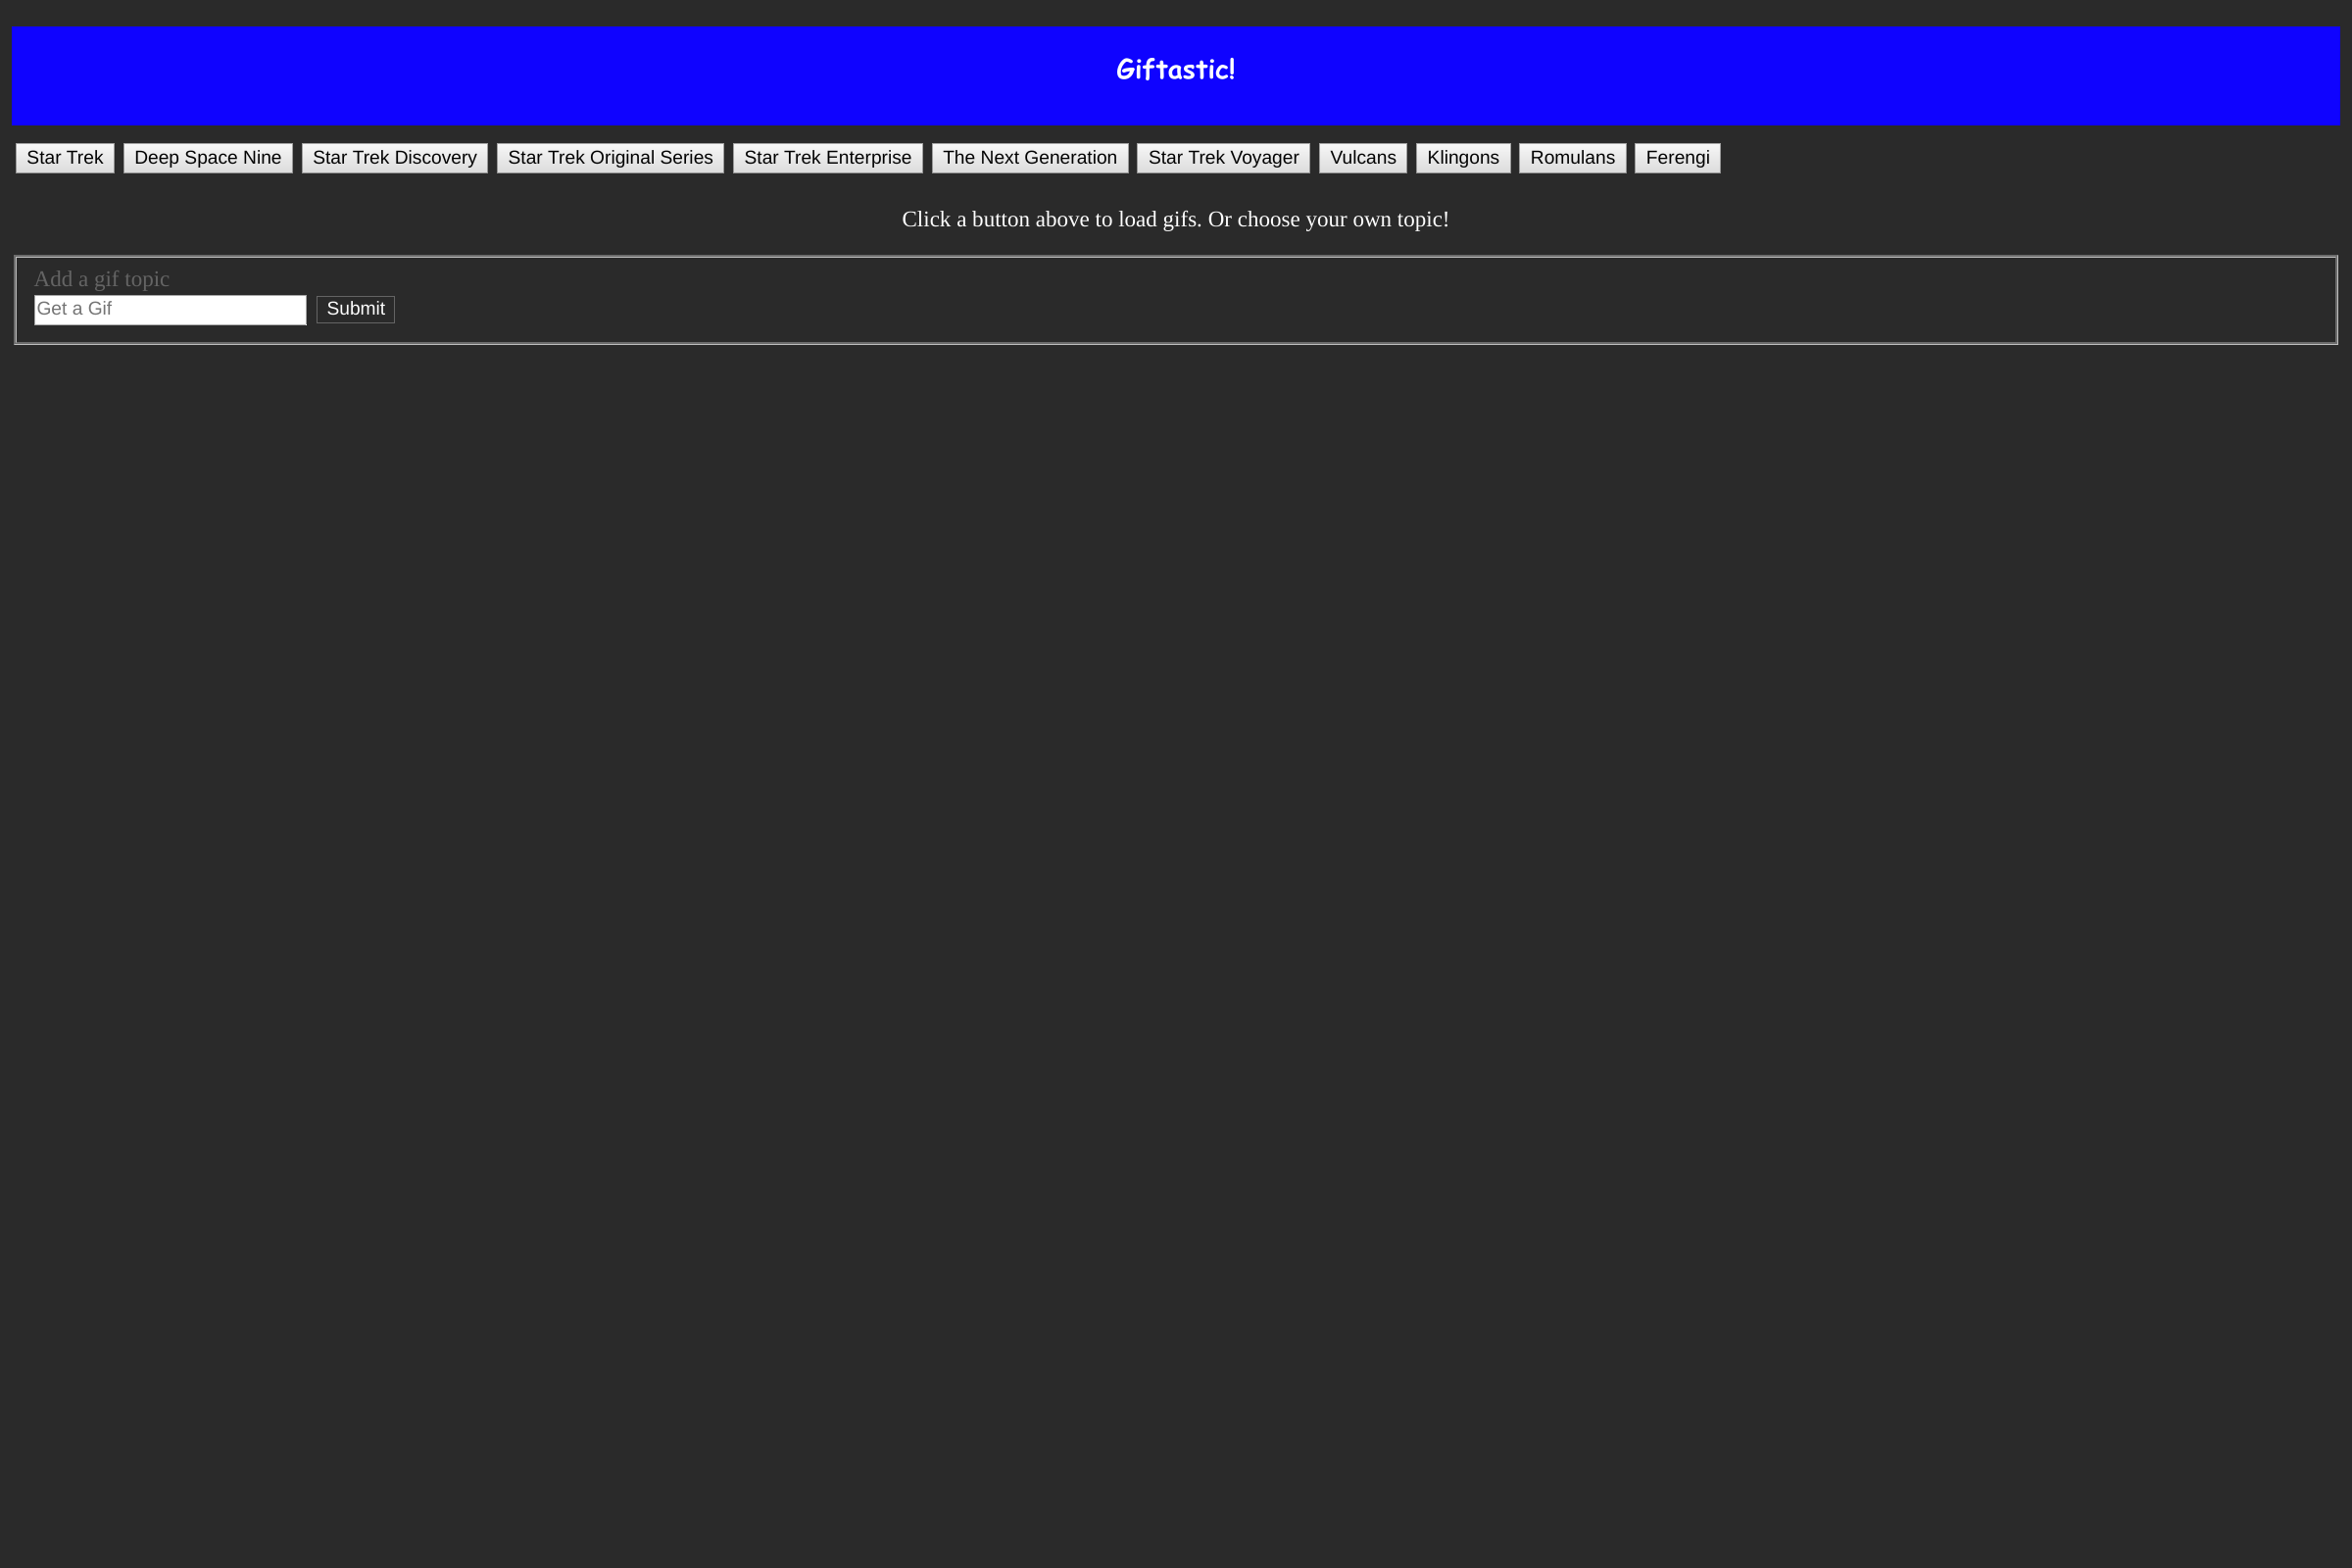 Giftastic!
Star Trek Deep Space Nine Star Trek Discovery Star Trek Original Series Star Trek Enterprise The Next Generation Star Trek Voyager Vulcans Klingons Romulans Ferengi
Click a button above to load gifs. Or choose your own topic!
Add a gif topic
Get a Gif Submit